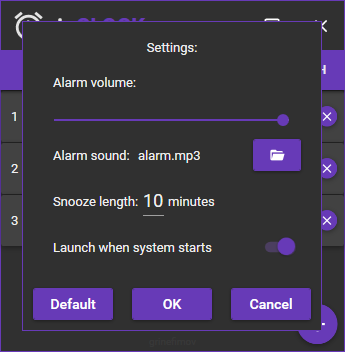 CLOCK
Settings:
H
Alarm volume:
1
Alarm sound: alarm.mp3
2
Snooze length: 10 minutes
3
Launch when system starts
Default OK Cancel